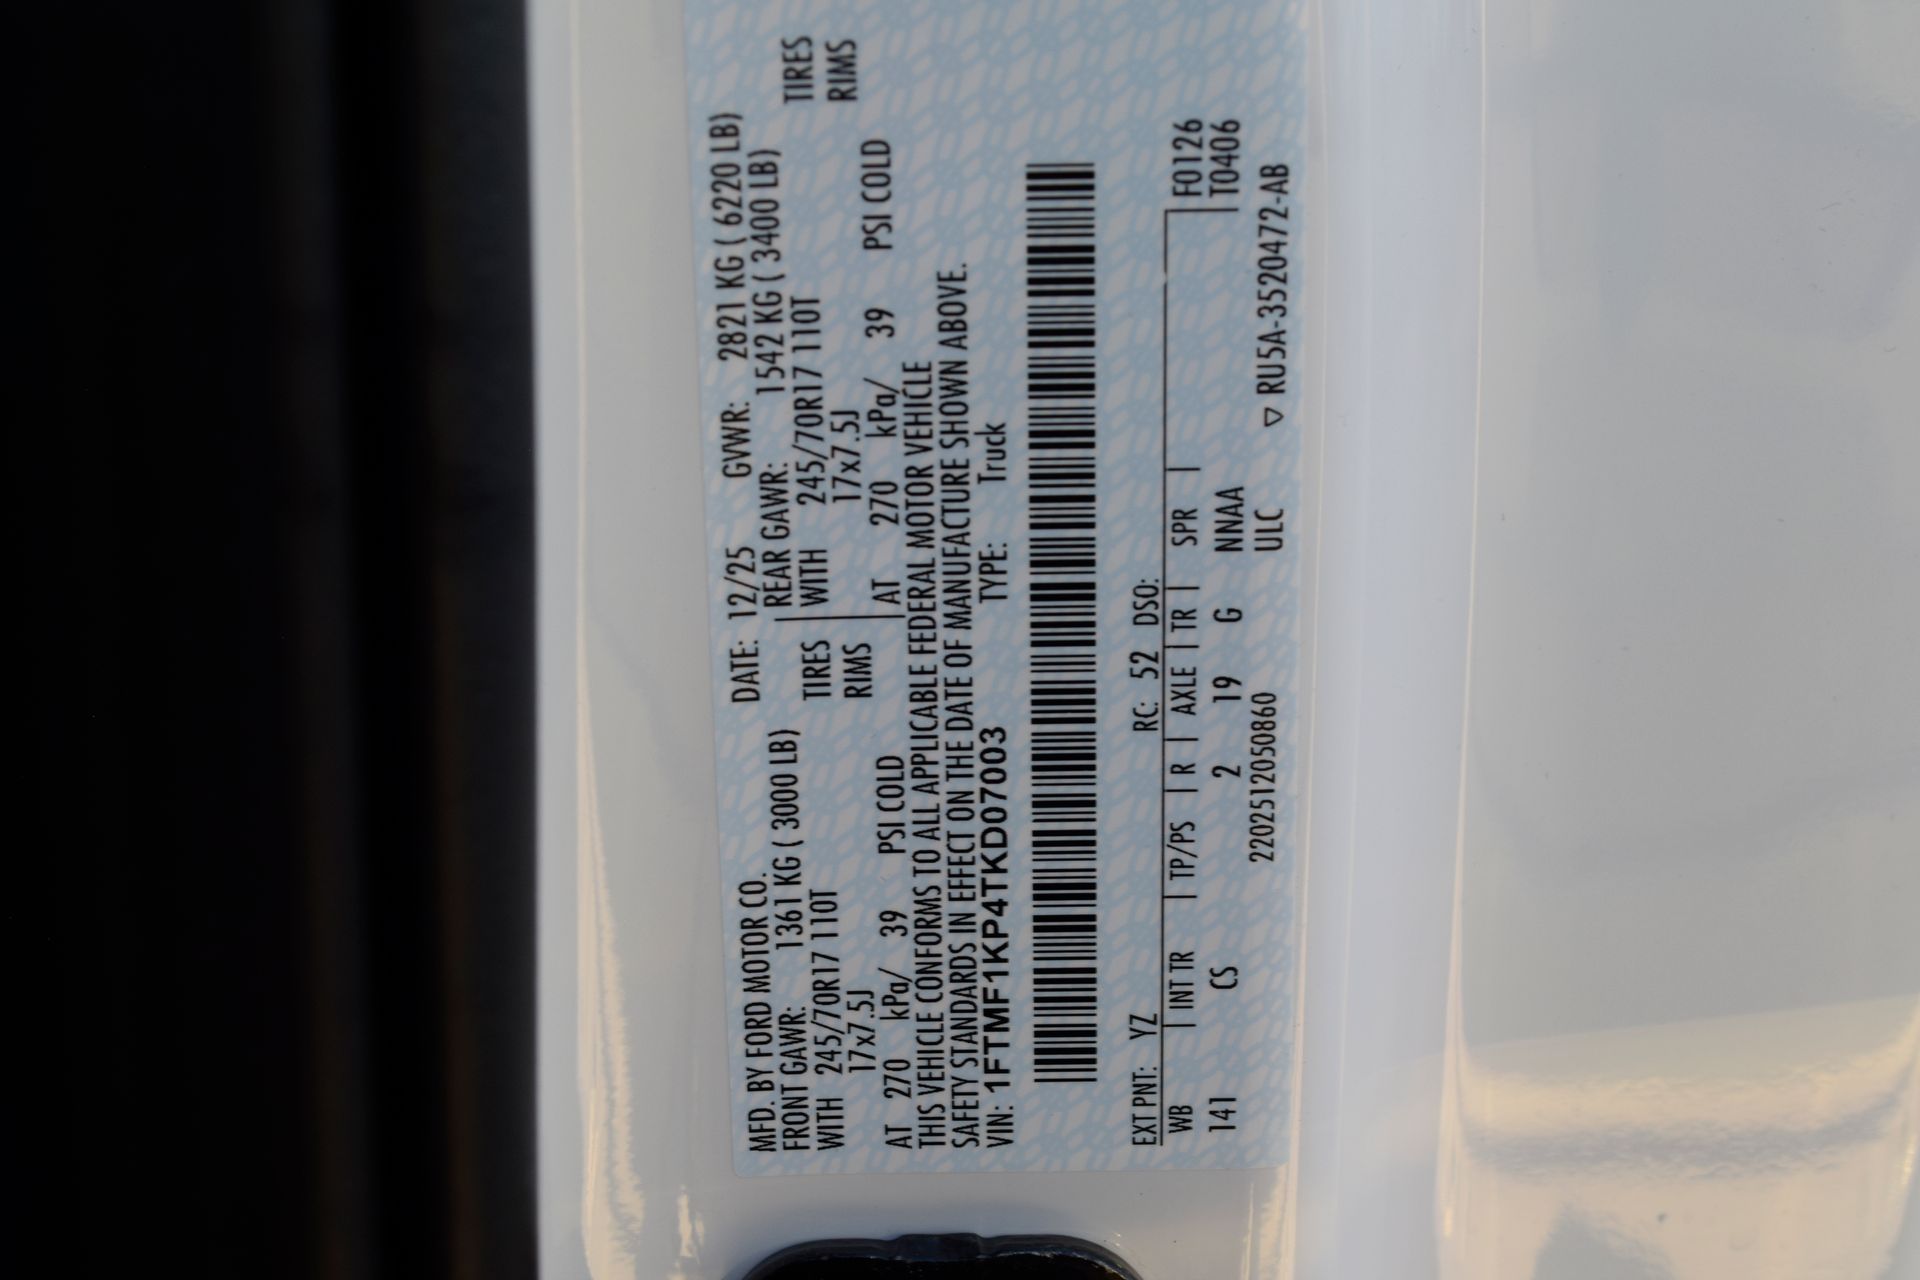 MFD. BY FORD MOTOR CO. DATE: 12/25 GVWR: 2821 KG ( 6220 LB)
FRONT GAWR: 1361 KG ( 3000 LB) REAR GAWR: 1542 KG ( 3400 LB)
WITH 245/70R17 110T TIRES WITH 245/70R17 110T TIRES
17x7.5J RIMS 17x7.5J RIMS
AT 270 kPa/ 39 PSI COLD AT 270 kPa/ 39 PSI COLD
THIS VEHICLE CONFORMS TO ALL APPLICABLE FEDERAL MOTOR VEHICLE
SAFETY STANDARDS IN EFFECT ON THE DATE OF MANUFACTURE SHOWN ABOVE.
VIN: 1FTMF1KP4TKD07003 TYPE: Truck
EXT PNT: YZ RC: 52 DSO:
WB | INT TR | TP/PS | R | AXLE | TR | SPR | F0126
141 CS 2 19 G NNAA T0406
2202512050860 ULC ▽ RU5A-3520472-AB